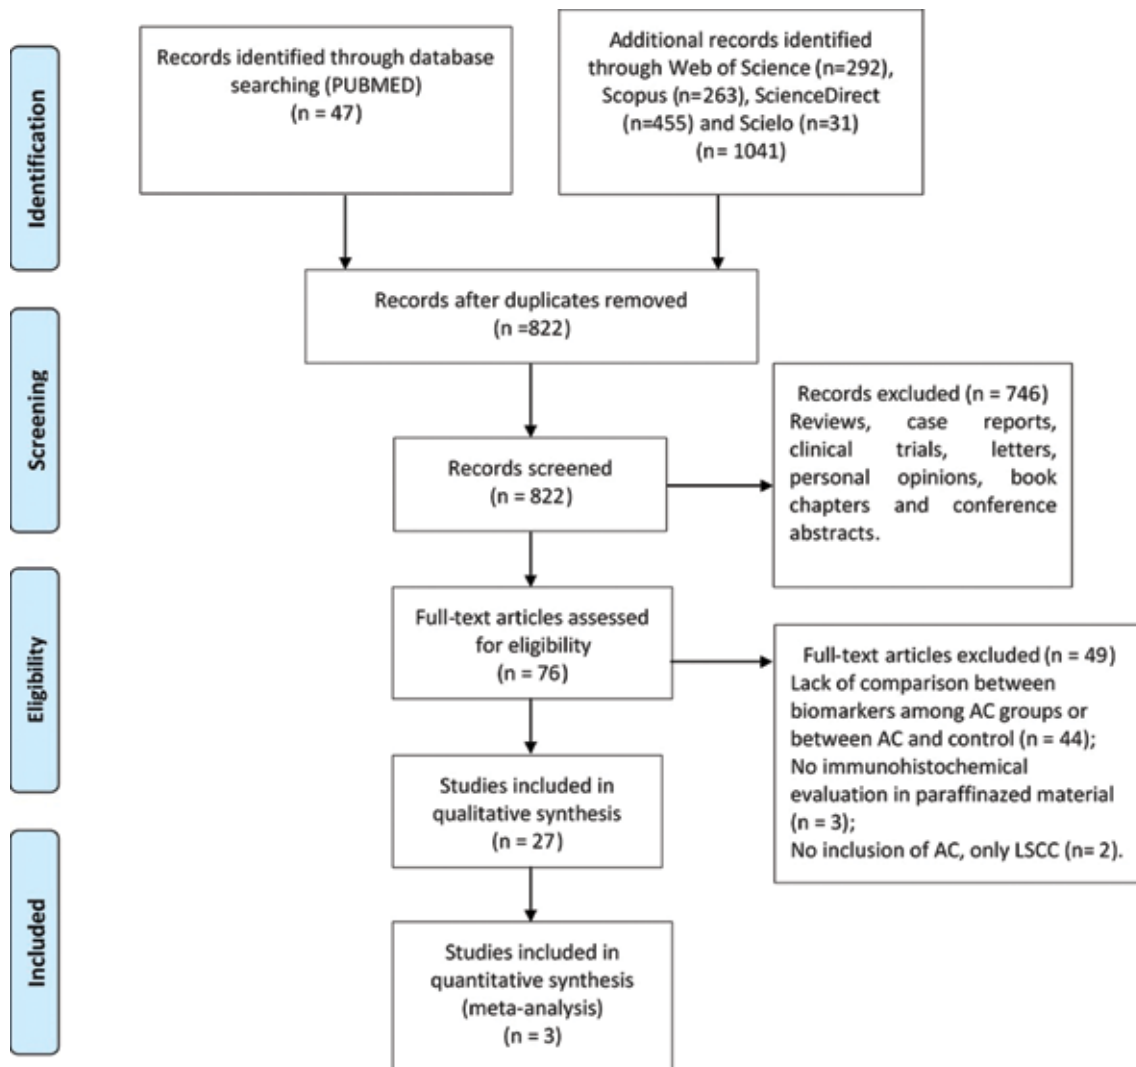 Identification
Records identified through database
searching (PUBMED)
(n = 47)
Additional records identified
through Web of Science (n=292),
Scopus (n=263), ScienceDirect
(n=455) and Scielo (n=31)
(n= 1041)
Records after duplicates removed
(n =822)
Screening
Records screened
(n = 822)
Records excluded (n = 746)
Reviews, case reports,
clinical trials, letters,
personal opinions, book
chapters and conference
abstracts.
Eligibility
Full-text articles assessed
for eligibility
(n = 76)
Full-text articles excluded (n = 49)
Lack of comparison between
biomarkers among AC groups or
between AC and control (n = 44);
No immunohistochemical
evaluation in paraffinazed material
(n = 3);
No inclusion of AC, only LSCC (n= 2).
Studies included in
qualitative synthesis
(n = 27)
Included
Studies included in
quantitative synthesis
(meta-analysis)
(n = 3)